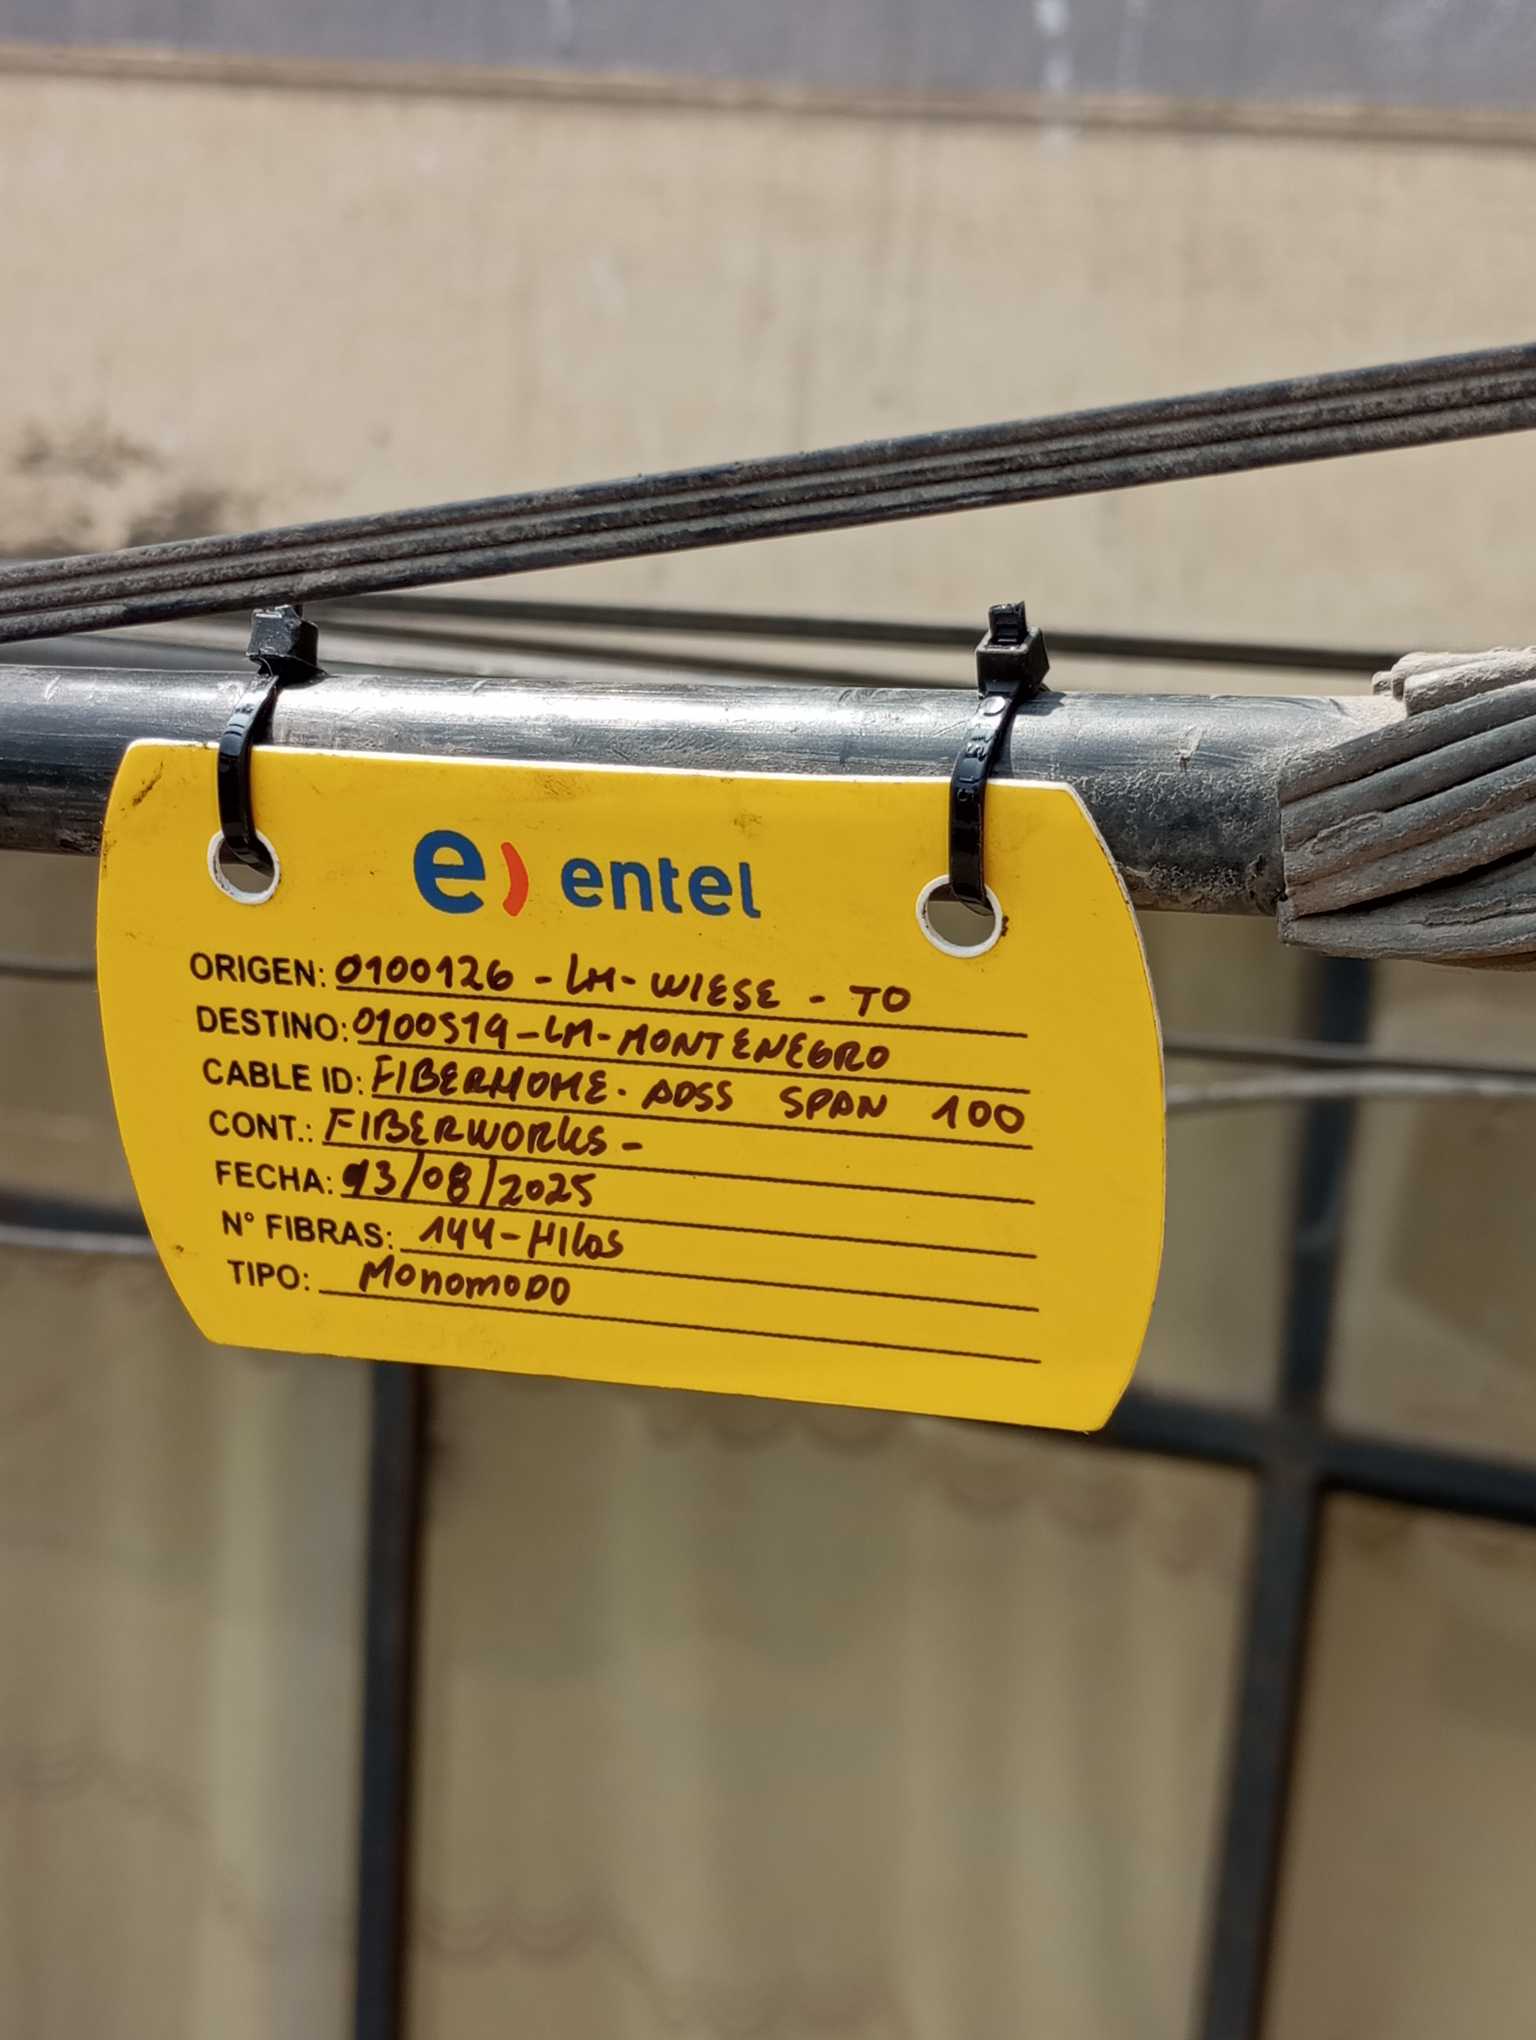 e) entel
ORIGEN: 0100126 - LM - WIESE - TO
DESTINO: 0100519 - LM - MONTENEGRO
CABLE ID: FIBERHOME. ADSS SPAN 100
CONT.: FIBERWORKS -
FECHA: 13/08/2025
N° FIBRAS: 144 - Hilos
TIPO: MONOMODO